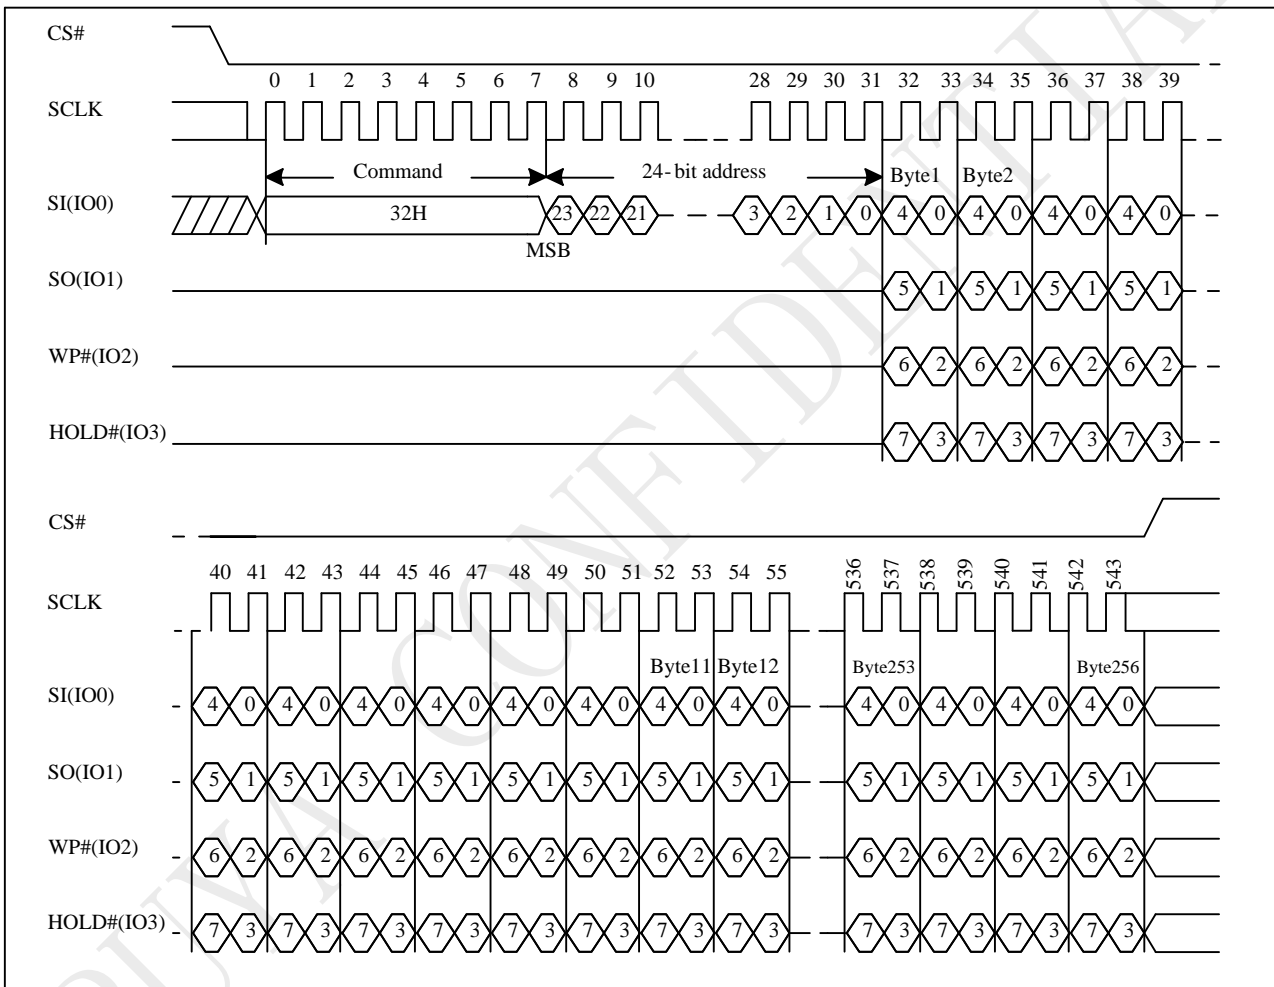 CS#
0 1 2 3 4 5 6 7 8 9 10 28 29 30 31 32 33 34 35 36 37 38 39
SCLK
Command 24-bit address Byte1 Byte2
SI(IO0) 32H 23 22 21 3 2 1 0 4 0 4 0 4 0 4 0
MSB
SO(IO1) 5 1 5 1 5 1 5 1
WP#(IO2) 6 2 6 2 6 2 6 2
HOLD#(IO3) 7 3 7 3 7 3 7 3
CS#
40 41 42 43 44 45 46 47 48 49 50 51 52 53 54 55 536 537 538 539 540 541 542 543
SCLK
Byte11 Byte12 Byte253 Byte256
SI(IO0) 4 0 4 0 4 0 4 0 4 0 4 0 4 0 4 0 4 0 4 0 4 0 4 0
SO(IO1) 5 1 5 1 5 1 5 1 5 1 5 1 5 1 5 1 5 1 5 1 5 1 5 1
WP#(IO2) 6 2 6 2 6 2 6 2 6 2 6 2 6 2 6 2 6 2 6 2 6 2 6 2
HOLD#(IO3) 7 3 7 3 7 3 7 3 7 3 7 3 7 3 7 3 7 3 7 3 7 3 7 3
PUYA CONFIDENTIAL